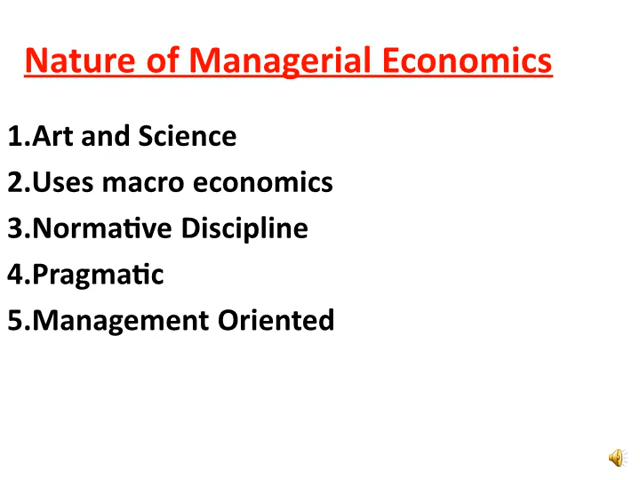 Nature of Managerial Economics
1.Art and Science
2.Uses macro economics
3.Normative Discipline
4.Pragmatic
5.Management Oriented